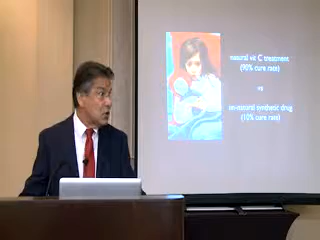 natural vit C treatment
(90% cure rate)
vs
un-natural synthetic drug
(10% cure rate)